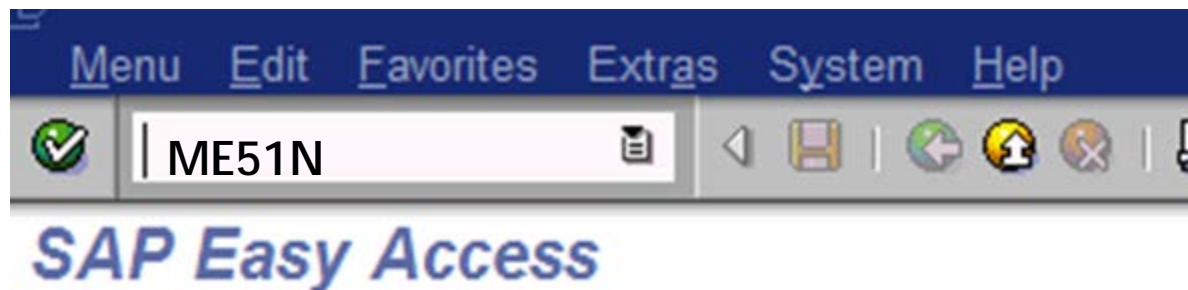 Menu Edit Favorites Extras System Help
ME51N
SAP Easy Access